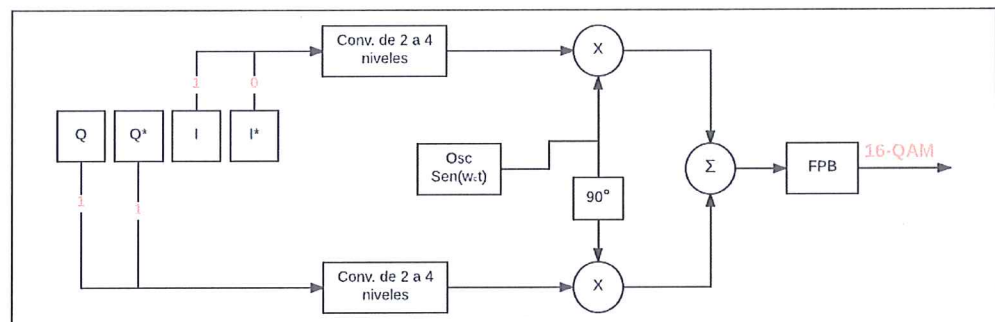 Conv. de 2 a 4
niveles
X
1
0
Q
Q*
I
I*
Osc
Sen(wct)
90°
Σ
FPB
16-QAM
1
1
Conv. de 2 a 4
niveles
X